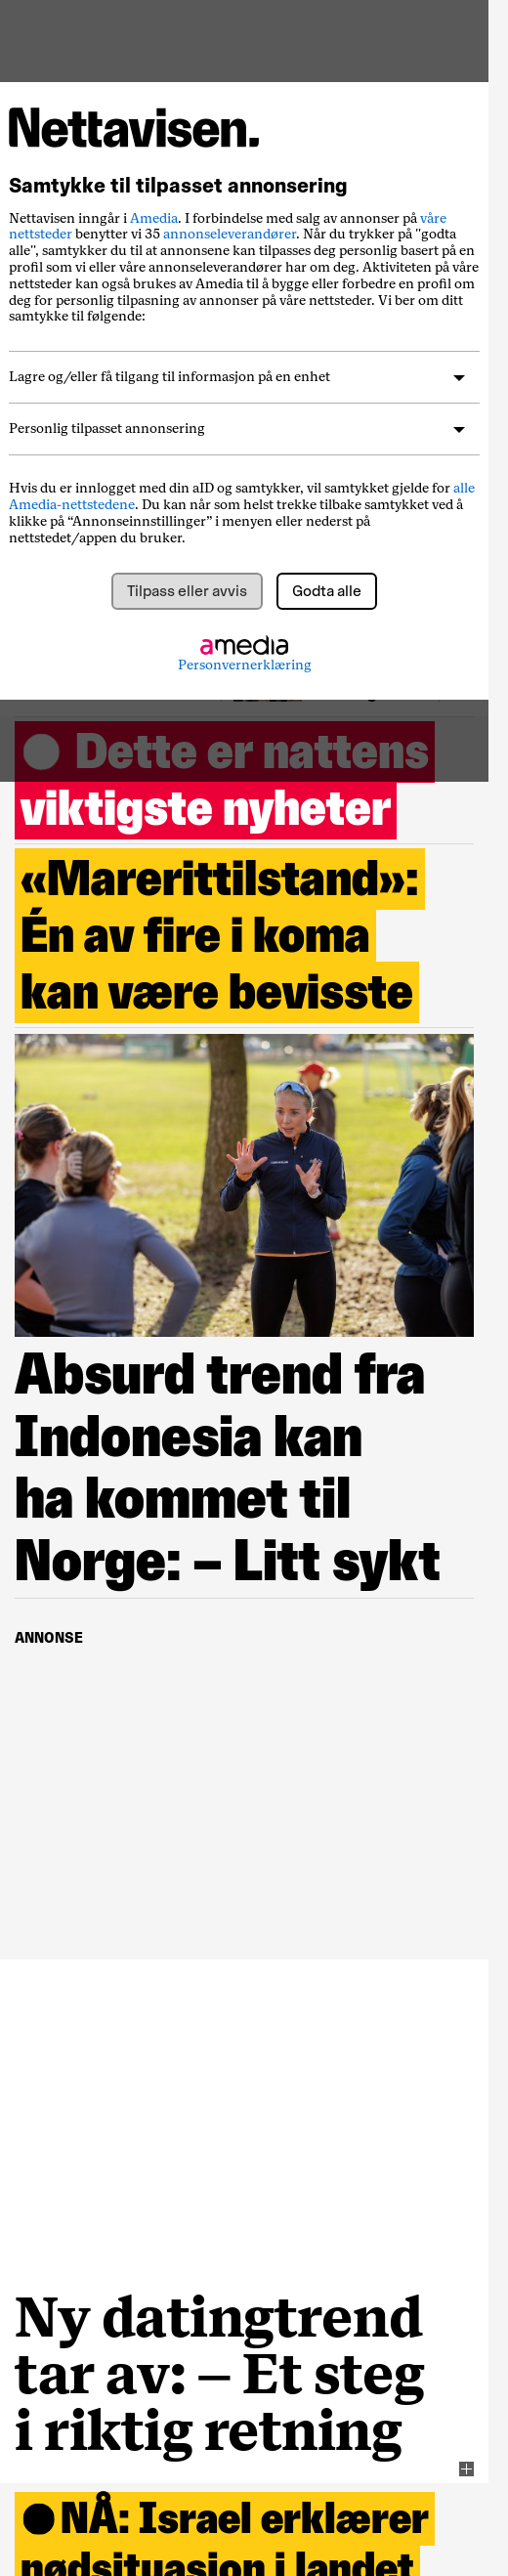 Nettavisen.
Samtykke til tilpasset annonsering
Nettavisen inngår i Amedia. I forbindelse med salg av annonser på våre
nettsteder benytter vi 35 annonseleverandører. Når du trykker på "godta
alle", samtykker du til at annonsene kan tilpasses deg personlig basert på en
profil som vi eller våre annonseleverandører har om deg. Aktiviteten på våre
nettsteder kan også brukes av Amedia til å bygge eller forbedre en profil om
deg for personlig tilpasning av annonser på våre nettsteder. Vi ber om ditt
samtykke til følgende:
Lagre og/eller få tilgang til informasjon på en enhet
Personlig tilpasset annonsering
Hvis du er innlogget med din aID og samtykker, vil samtykket gjelde for alle
Amedia-nettstedene. Du kan når som helst trekke tilbake samtykket ved å
klikke på “Annonseinnstillinger” i menyen eller nederst på
nettstedet/appen du bruker.
Tilpass eller avvis Godta alle
amedia
Personvernerklæring
Dette er nattens
viktigste nyheter
«Marerittilstand»:
Én av fire i koma
kan være bevisste
Absurd trend fra
Indonesia kan
ha kommet til
Norge: – Litt sykt
ANNONSE
Ny datingtrend
tar av: – Et steg
i riktig retning
NÅ: Israel erklærer
nødsituasjon i landet